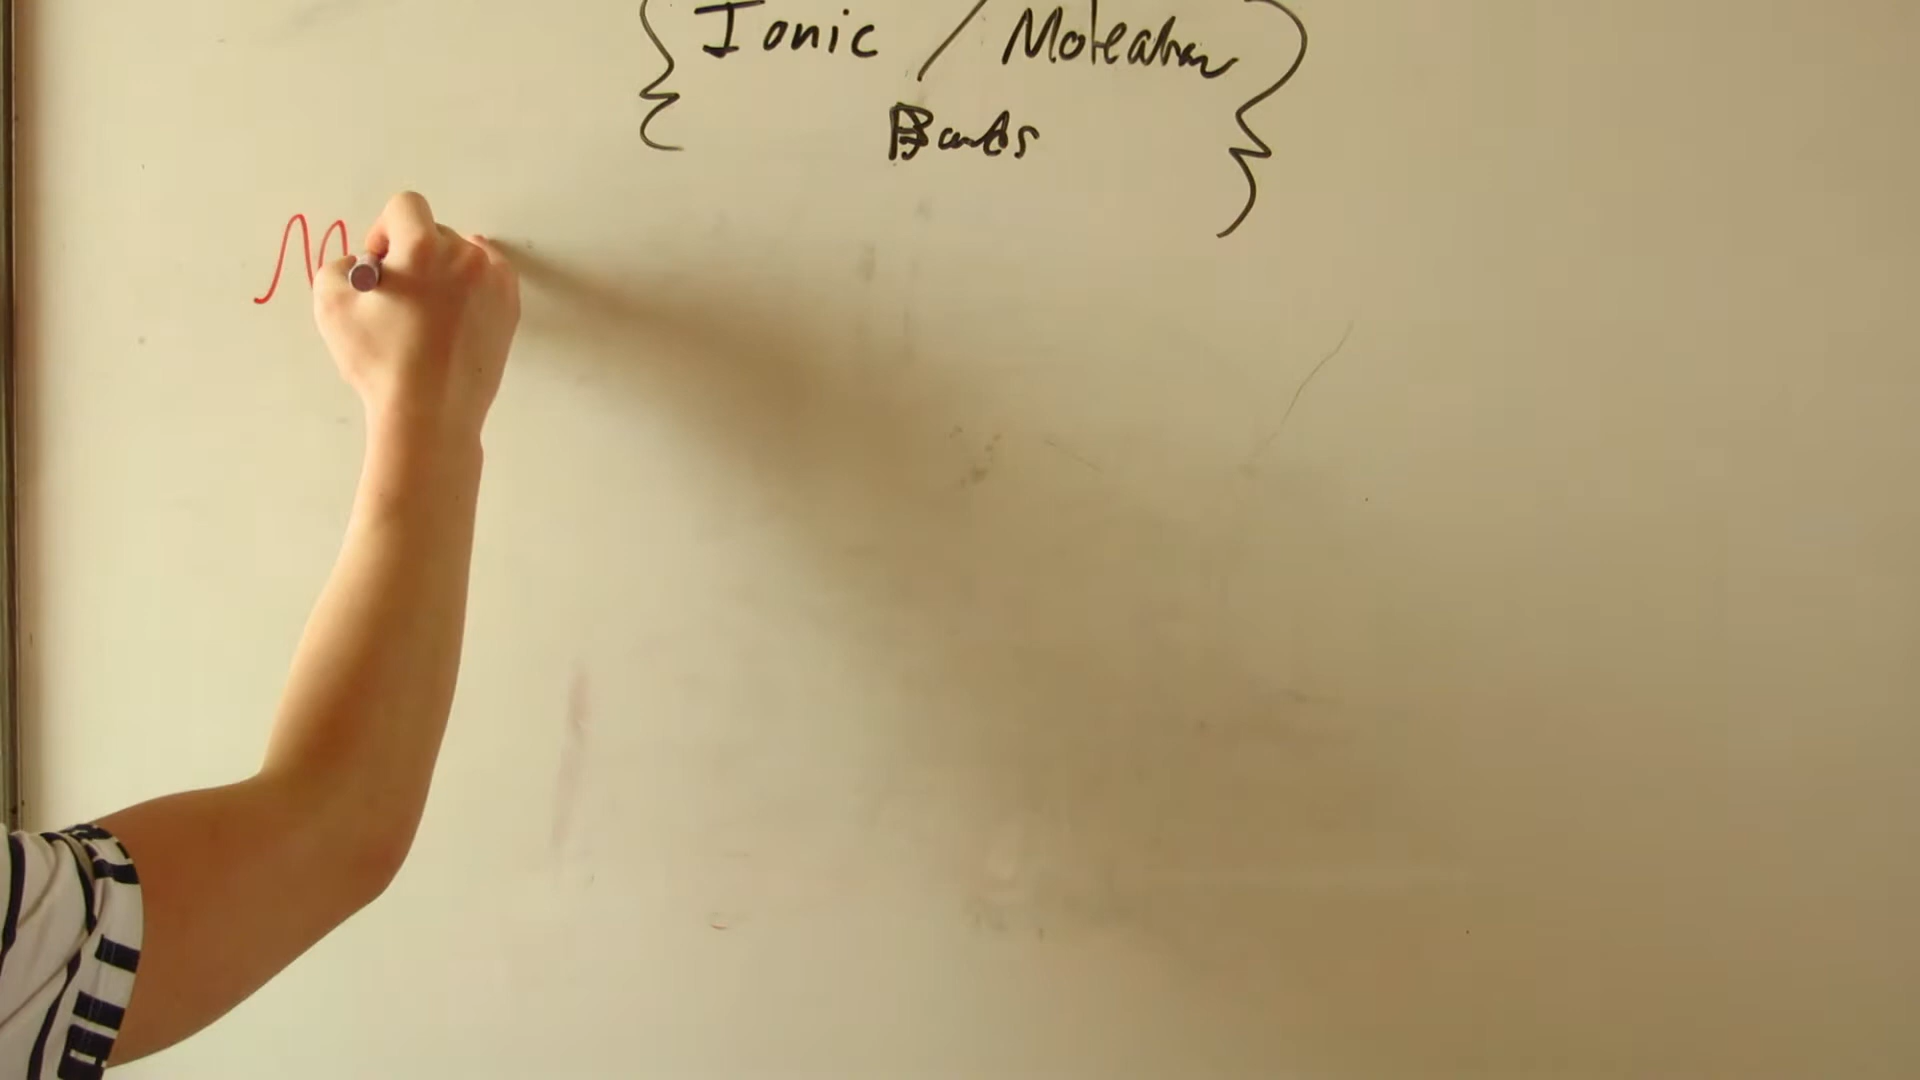 { Ionic / Molecular }
Bonds
M